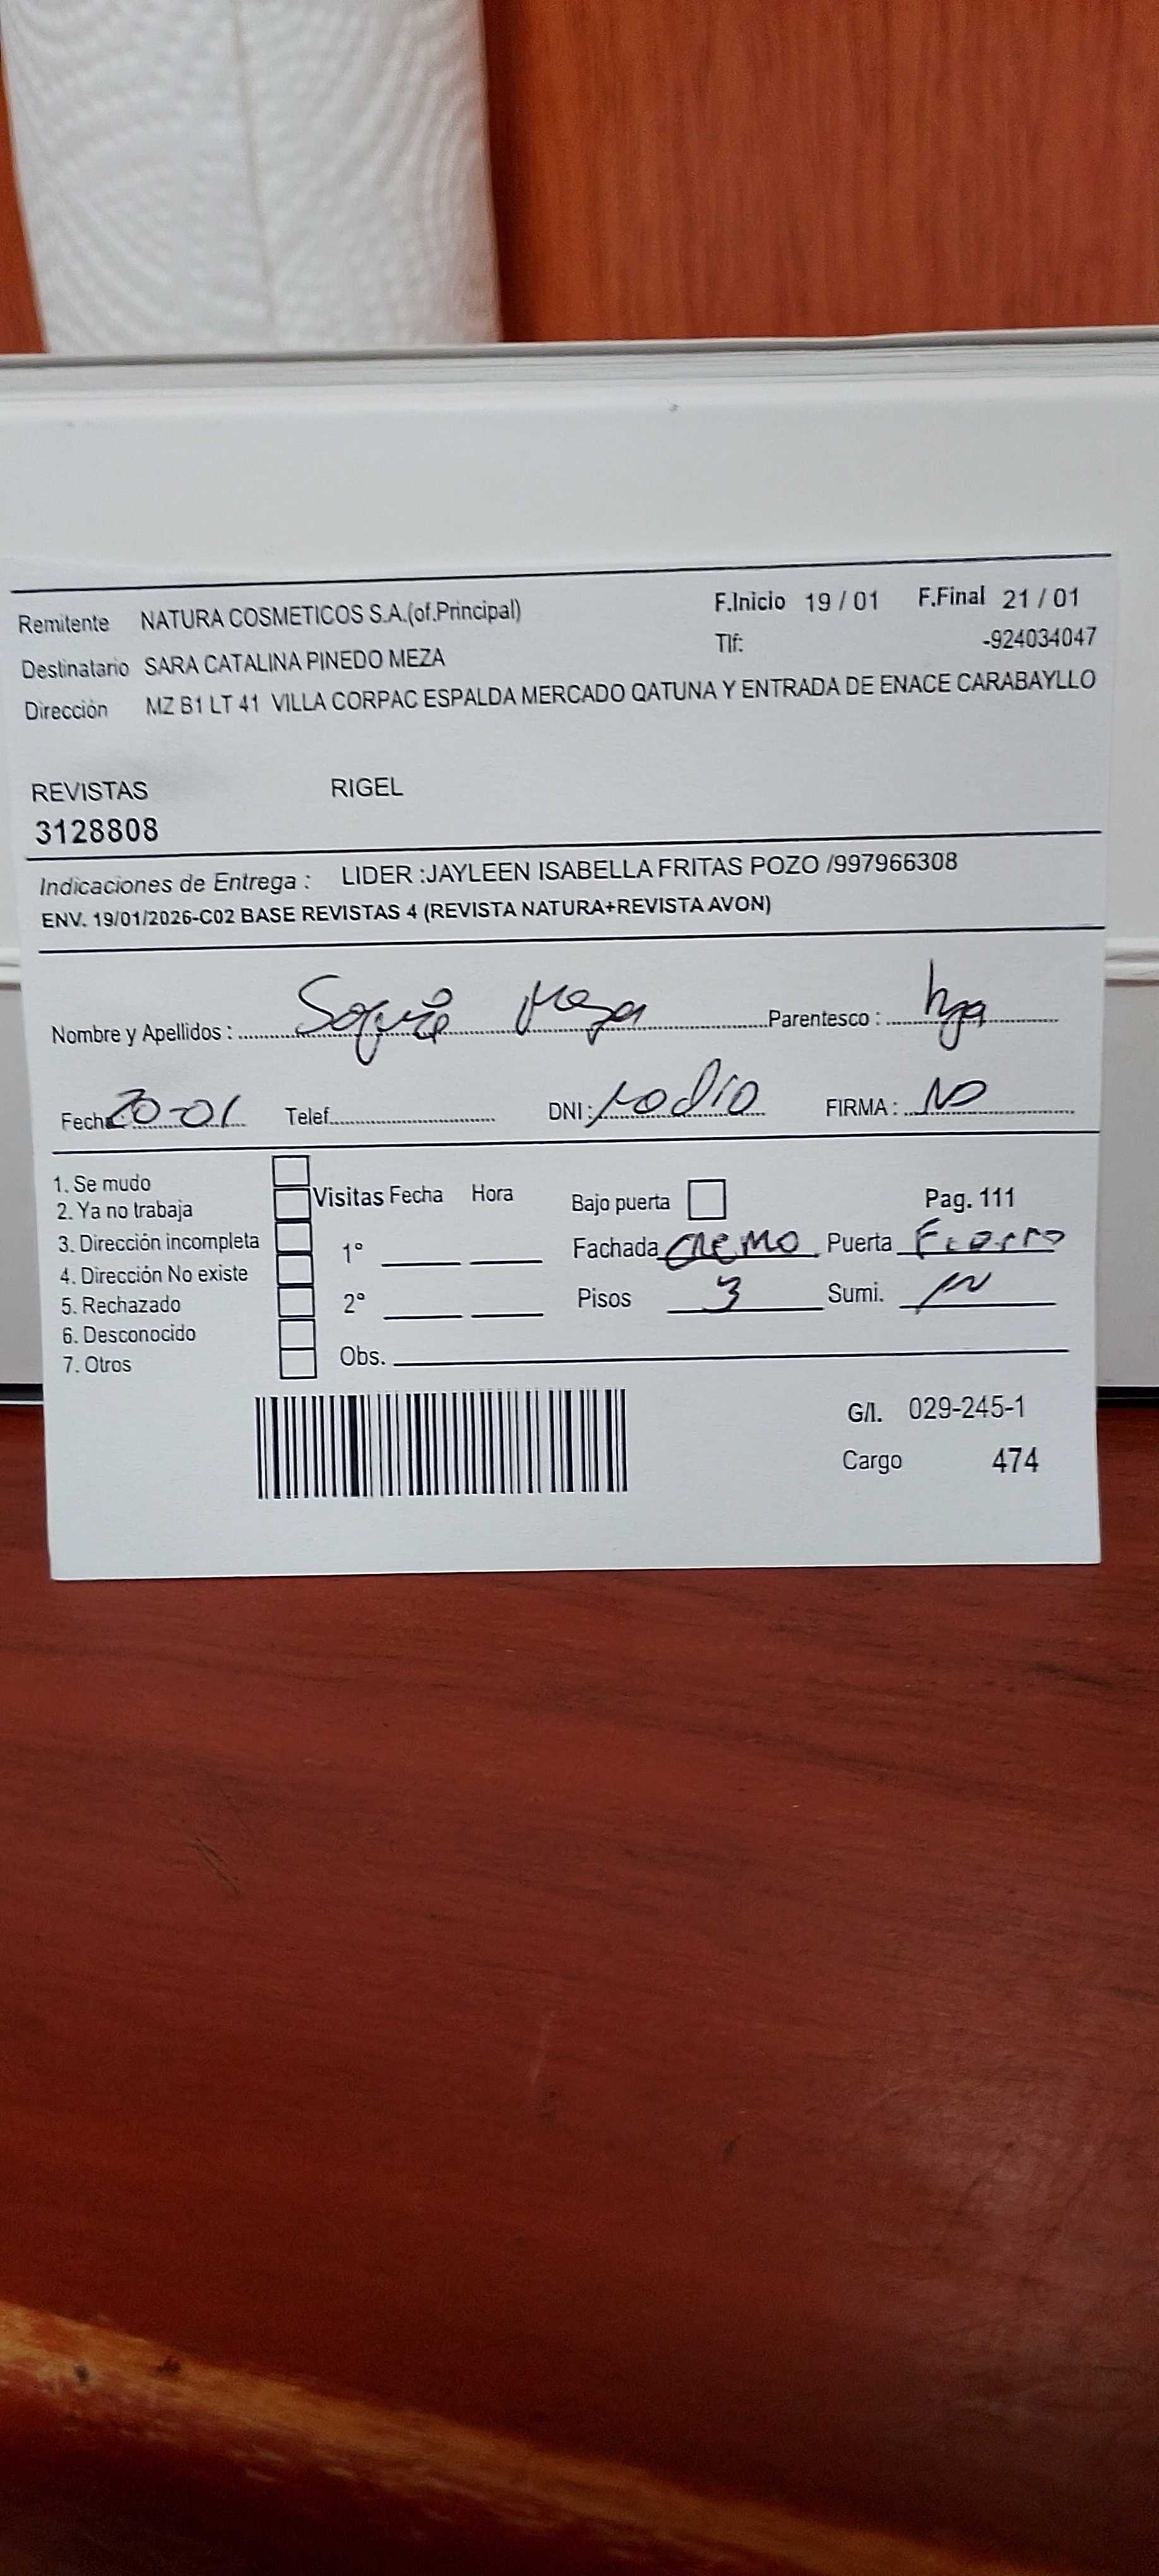 Remitente NATURA COSMETICOS S.A.(of.Principal) F.Inicio 19 / 01 F.Final 21 / 01
Tlf: -924034047
Destinatario SARA CATALINA PINEDO MEZA
Dirección MZ B1 LT 41 VILLA CORPAC ESPALDA MERCADO QATUNA Y ENTRADA DE ENACE CARABAYLLO
REVISTAS RIGEL
3128808
Indicaciones de Entrega : LIDER :JAYLEEN ISABELLA FRITAS POZO /997966308
ENV. 19/01/2026-C02 BASE REVISTAS 4 (REVISTA NATURA+REVISTA AVON)
Nombre y Apellidos : Meza Parentesco : hija
Fecha: 20-01 Telef. DNI: No dio FIRMA : NO
1. Se mudo
2. Ya no trabaja
3. Dirección incompleta
4. Dirección No existe
5. Rechazado
6. Desconocido
7. Otros
Visitas Fecha Hora
1°
2°
Obs.
Bajo puerta Pag. 111
Fachada cremo Puerta Fierro
Pisos 3 Sumi.
G/I. 029-245-1
Cargo 474